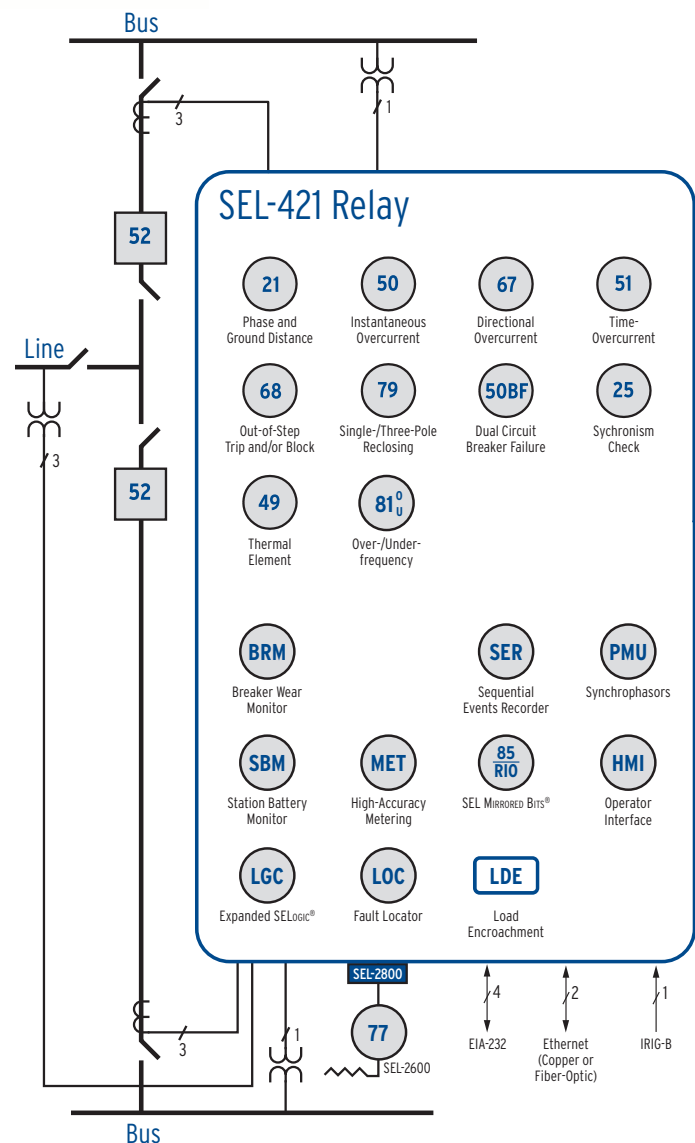 Bus
3
1
SEL-421 Relay
52
21
50
67
51
Phase and
Ground Distance
Instantaneous
Overcurrent
Directional
Overcurrent
Time-
Overcurrent
Line
68
79
50BF
25
Out-of-Step
Trip and/or Block
Single-/Three-Pole
Reclosing
Dual Circuit
Breaker Failure
Sychronism
Check
3
52
49
81 O U
Thermal
Element
Over-/Under-
frequency
BRM
SER
PMU
Breaker Wear
Monitor
Sequential
Events Recorder
Synchrophasors
SBM
MET
85
RIO
HMI
Station Battery
Monitor
High-Accuracy
Metering
SEL MIRRORED BITS®
Operator
Interface
LGC
LOC
LDE
Expanded SELOGIC®
Fault Locator
Load
Encroachment
SEL-2800
4
2
1
3
1
77
SEL-2600
EIA-232
Ethernet
(Copper or
Fiber-Optic)
IRIG-B
Bus